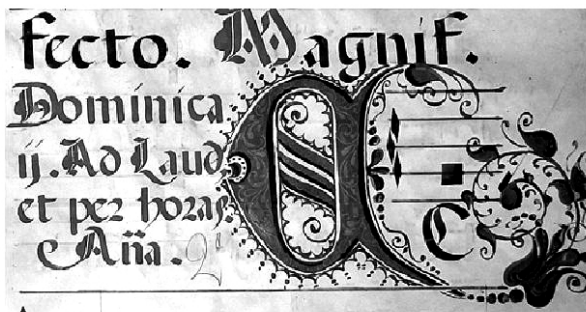 fecto. Magnif.
Dominica
ij. Ad Laud.
et per horas.
Aña. 2ª
E C